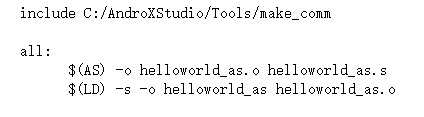 include C:/AndroXStudio/Tools/make_comm
all:
$(AS) -o helloworld_as.o helloworld_as.s
$(LD) -s -o helloworld_as helloworld_as.o